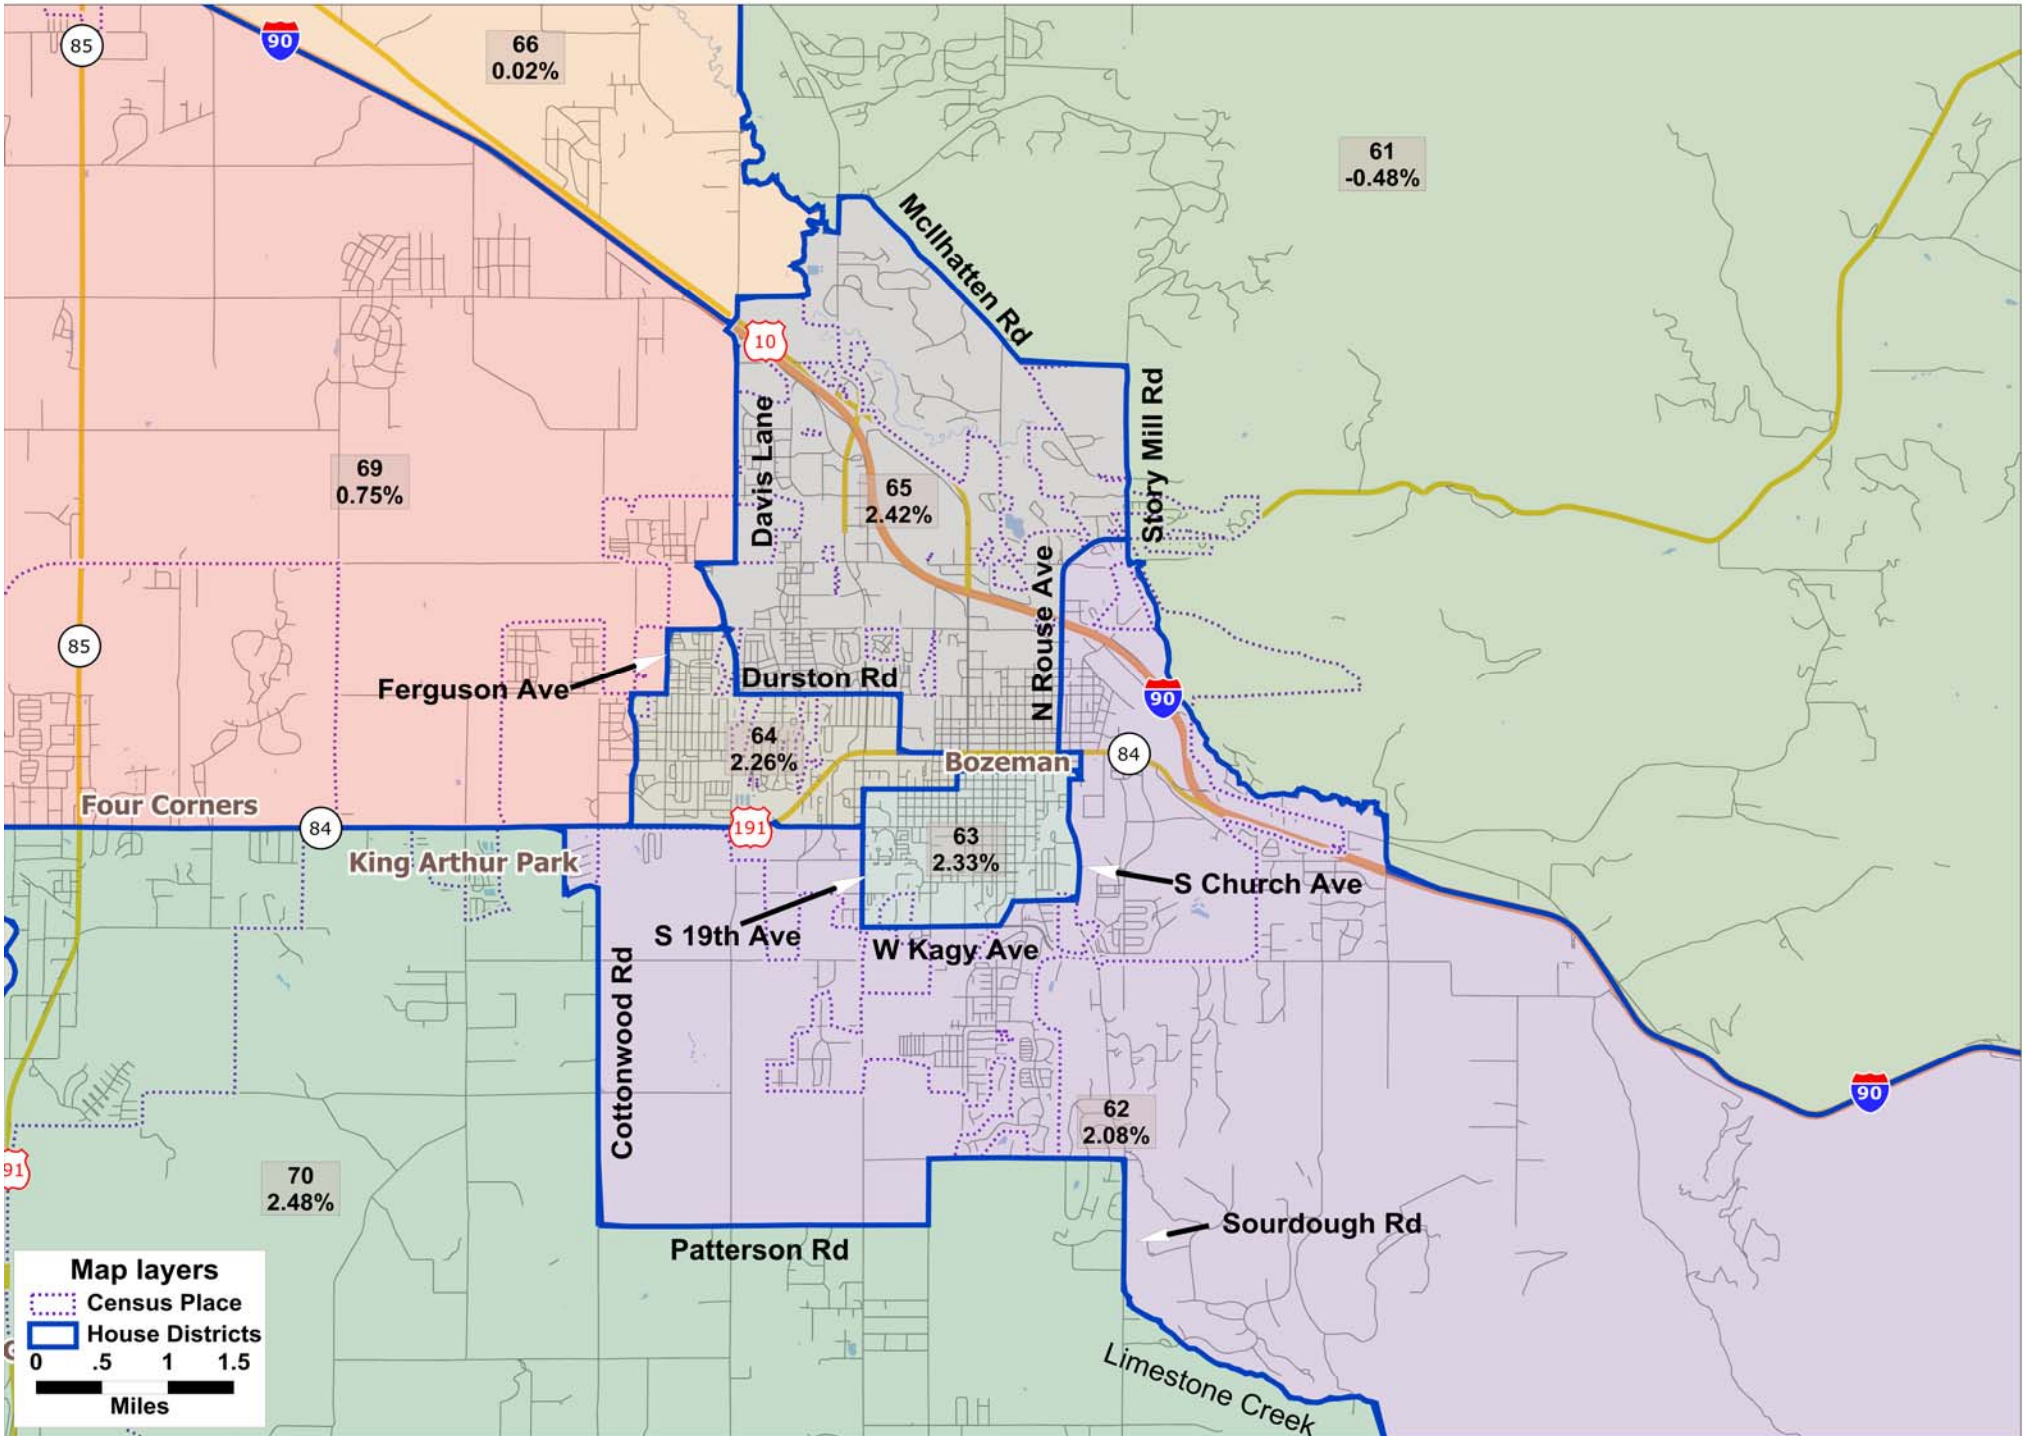 85
90
66
0.02%
61
-0.48%
McIlhatten Rd
10
Davis Lane
Story Mill Rd
69
0.75%
65
2.42%
N Rouse Ave
85
Ferguson Ave
Durston Rd
90
64
2.26%
Bozeman
84
Four Corners
84
191
63
2.33%
King Arthur Park
S Church Ave
S 19th Ave
W Kagy Ave
Cottonwood Rd
90
62
2.08%
91
70
2.48%
Sourdough Rd
Patterson Rd
Map layers
Census Place
House Districts
0 .5 1 1.5
Miles
Limestone Creek